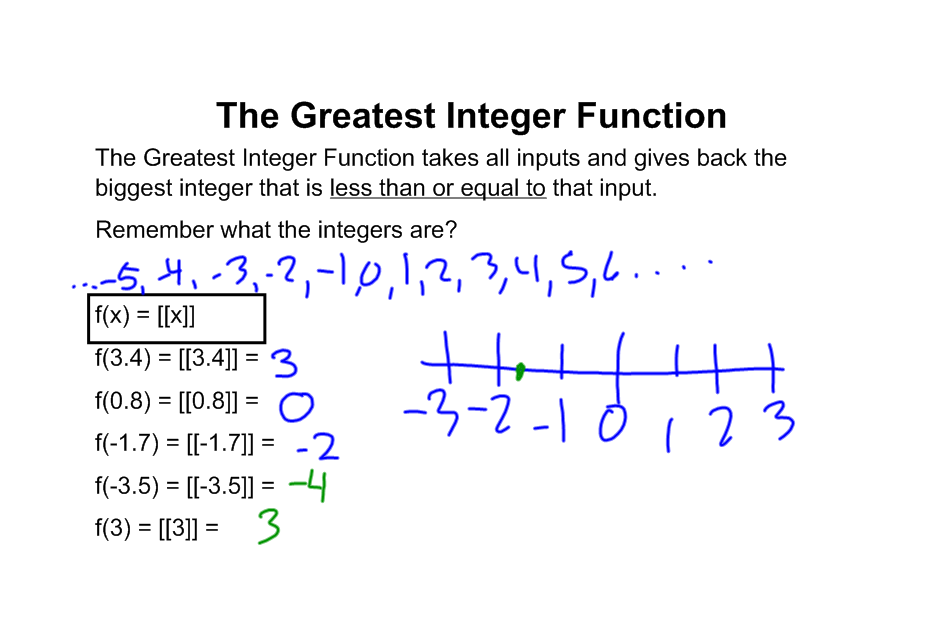 The Greatest Integer Function
The Greatest Integer Function takes all inputs and gives back the
biggest integer that is less than or equal to that input.
Remember what the integers are?
...-5, -4, -3, -2, -1, 0, 1, 2, 3, 4, 5, 6....
f(x) = [[x]]
f(3.4) = [[3.4]] = 3
f(0.8) = [[0.8]] = 0
f(-1.7) = [[-1.7]] = -2
f(-3.5) = [[-3.5]] = -4
f(3) = [[3]] = 3
-3 -2 -1 0 1 2 3